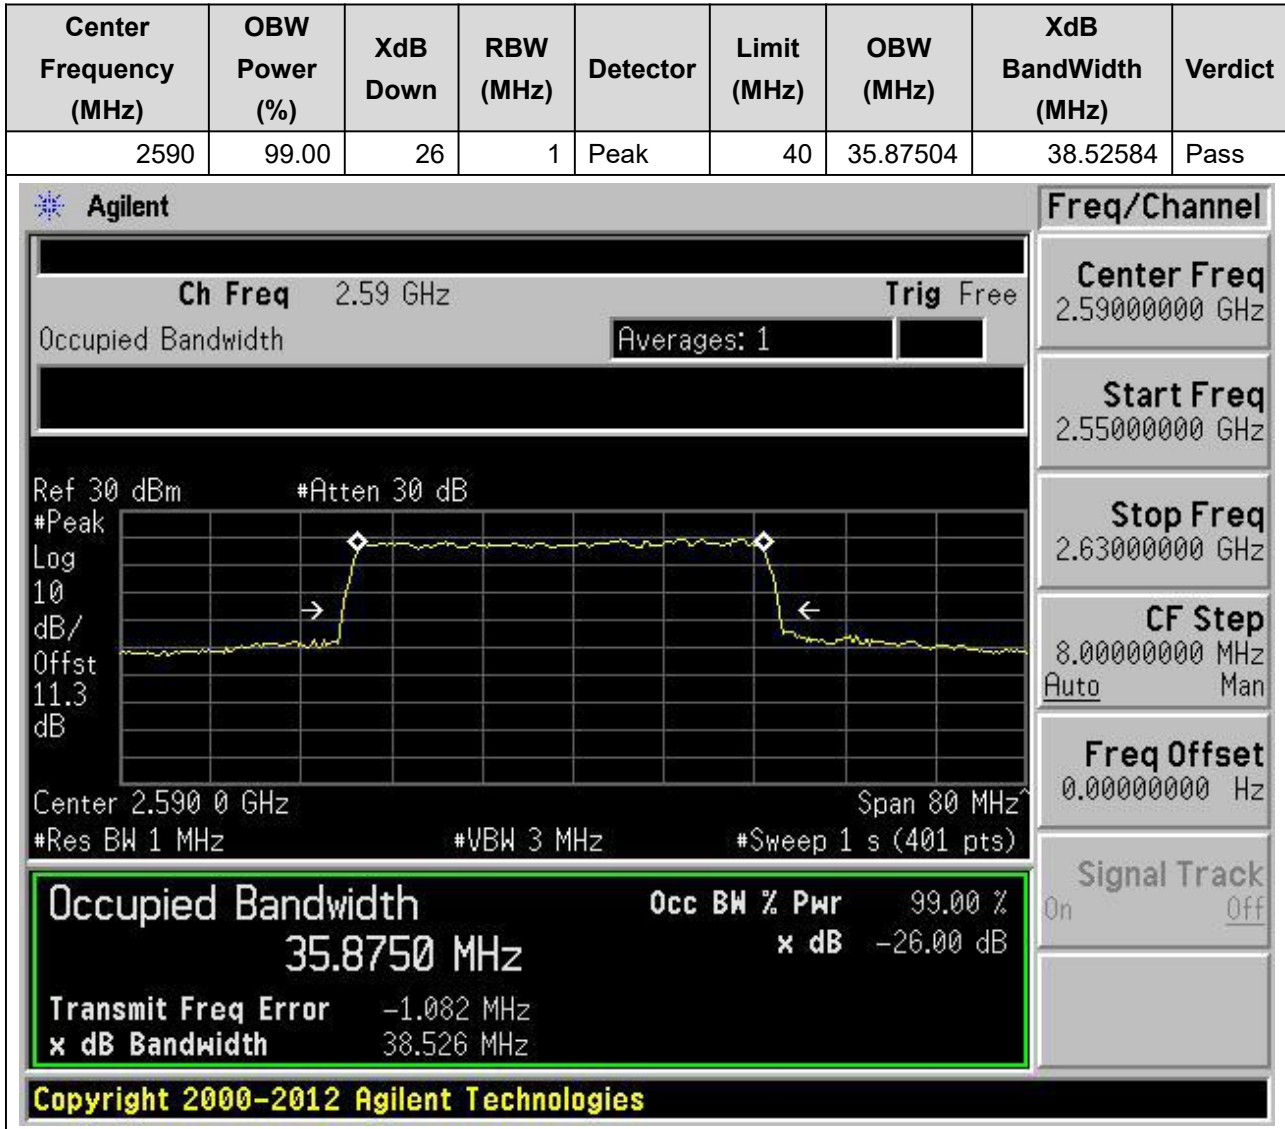 Center Frequency (MHz) OBW Power (%) XdB Down RBW (MHz) Detector Limit (MHz) OBW (MHz) XdB BandWidth (MHz) Verdict
2590 99.00 26 1 Peak 40 35.87504 38.52584 Pass
Agilent
Freq/Channel
Ch Freq 2.59 GHz Trig Free
Occupied Bandwidth Averages: 1
Center Freq
2.59000000 GHz
Start Freq
2.55000000 GHz
Stop Freq
2.63000000 GHz
CF Step
8.00000000 MHz
Auto Man
Freq Offset
0.00000000 Hz
Signal Track
On Off
Ref 30 dBm #Atten 30 dB
#Peak
Log
10
dB/
Offst
11.3
dB
Center 2.590 0 GHz Span 80 MHz^
#Res BW 1 MHz #VBW 3 MHz #Sweep 1 s (401 pts)
Occupied Bandwidth
35.8750 MHz
Occ BW % Pwr 99.00 %
x dB -26.00 dB
Transmit Freq Error -1.082 MHz
x dB Bandwidth 38.526 MHz
Copyright 2000-2012 Agilent Technologies